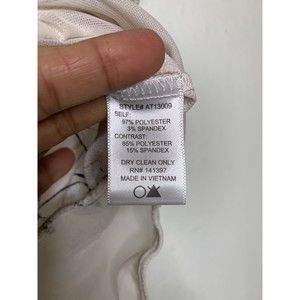 STYLE# AT13009
SELF:
97% POLYESTER
3% SPANDEX
CONTRAST:
85% POLYESTER
15% SPANDEX
DRY CLEAN ONLY
RN# 141397
MADE IN VIETNAM